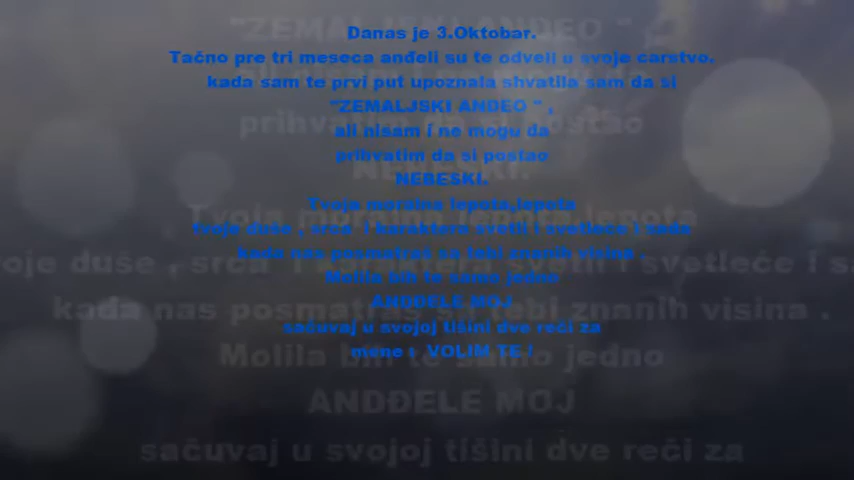 Danas je 3.Oktobar.
Tačno pre tri meseca anđeli su te odveli u svoje carstvo.
kada sam te prvi put upoznala shvatila sam da si
"ZEMALJSKI ANĐEO " ,
ali nisam i ne mogu da
prihvatim da si postao
NEBESKI.
Tvoja moralna lepota,lepota
tvoje duše , srca i karaktera svetli i svetleće i sada
kada nas posmatraš sa tebi znanih visina .
Molila bih te samo jedno
ANĐĐELE MOJ
sačuvaj u svojoj tišini dve reči za
mene : VOLIM TE !